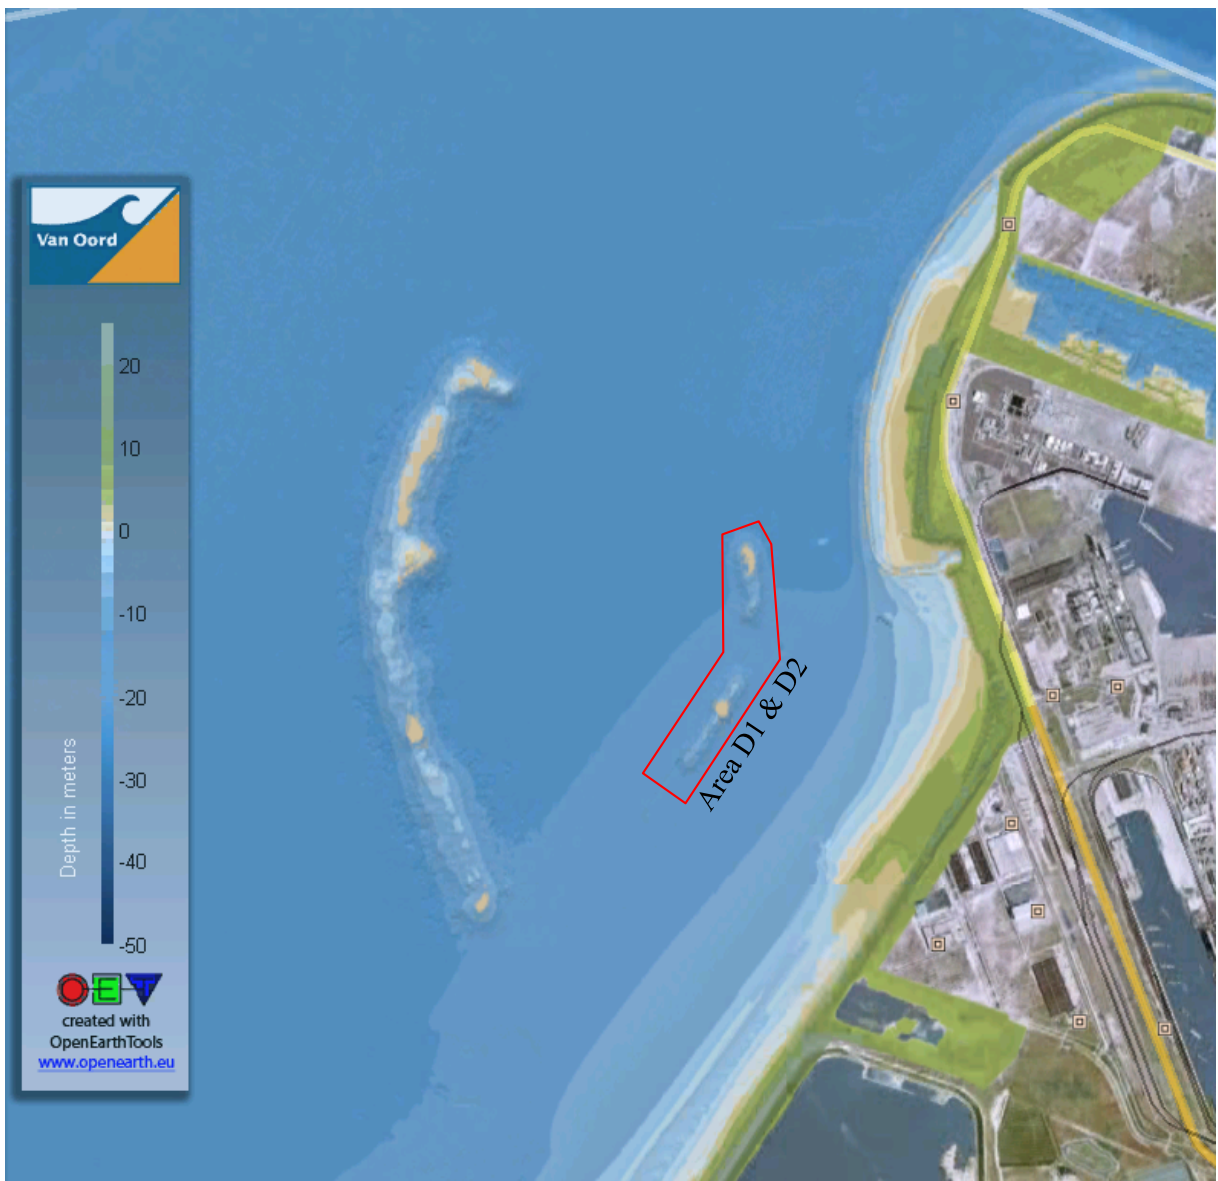 Van Oord
20
10
0
-10
-20
-30
-40
-50
Depth in meters
OET
created with
OpenEarthTools
www.openearth.eu
Area D1 & D2